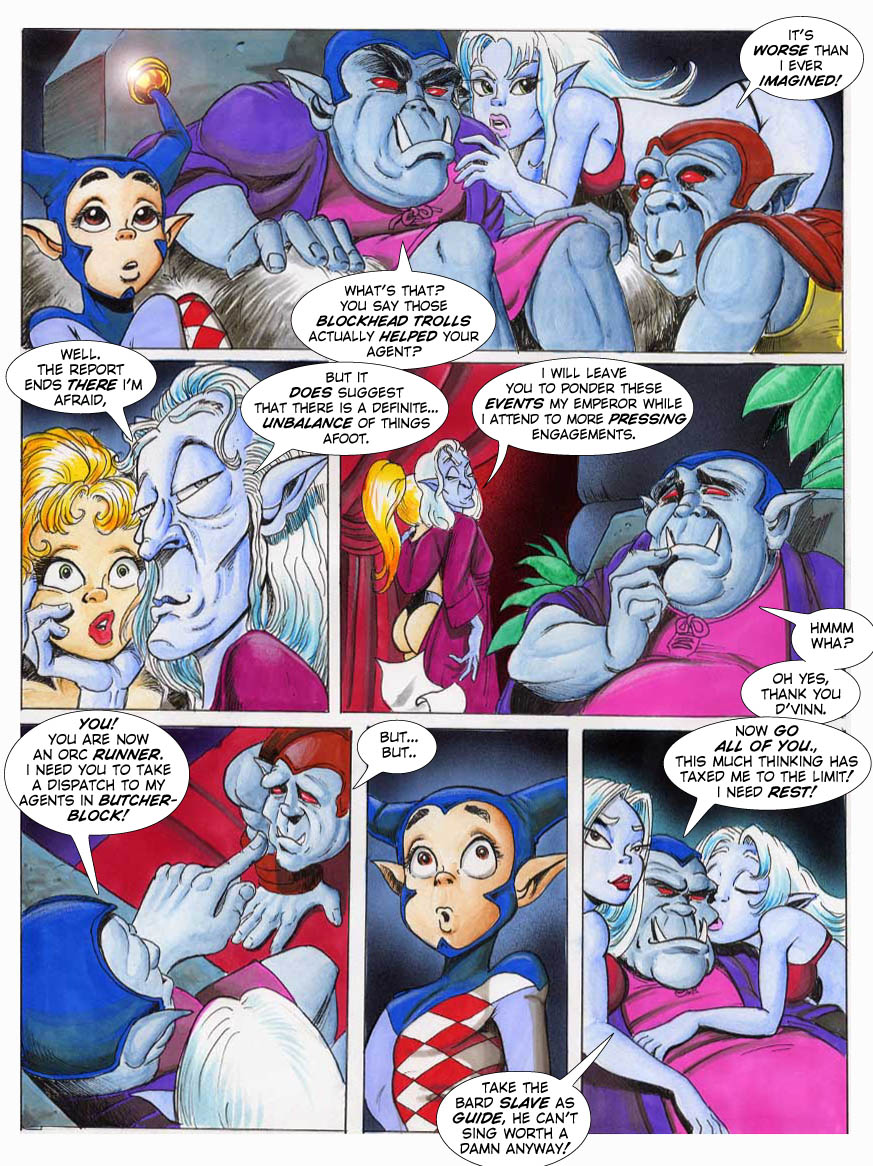 IT'S
WORSE THAN
I EVER
IMAGINED!
WHAT'S THAT?
YOU SAY THOSE
BLOCKHEAD TROLLS
ACTUALLY HELPED YOUR
AGENT?
WELL.
THE REPORT
ENDS THERE I'M
AFRAID,
BUT IT
DOES SUGGEST
THAT THERE IS A DEFINITE...
UNBALANCE OF THINGS
AFOOT.
I WILL LEAVE
YOU TO PONDER THESE
EVENTS MY EMPEROR WHILE
I ATTEND TO MORE PRESSING
ENGAGEMENTS.
HMMM
WHA?
OH YES,
THANK YOU
D'VINN.
YOU!
YOU ARE NOW
AN ORC RUNNER.
I NEED YOU TO TAKE
A DISPATCH TO MY
AGENTS IN BUTCHER-
BLOCK!
BUT...
BUT..
NOW GO
ALL OF YOU.,
THIS MUCH THINKING HAS
TAXED ME TO THE LIMIT!
I NEED REST!
TAKE THE
BARD SLAVE AS
GUIDE, HE CAN'T
SING WORTH A
DAMN ANYWAY!